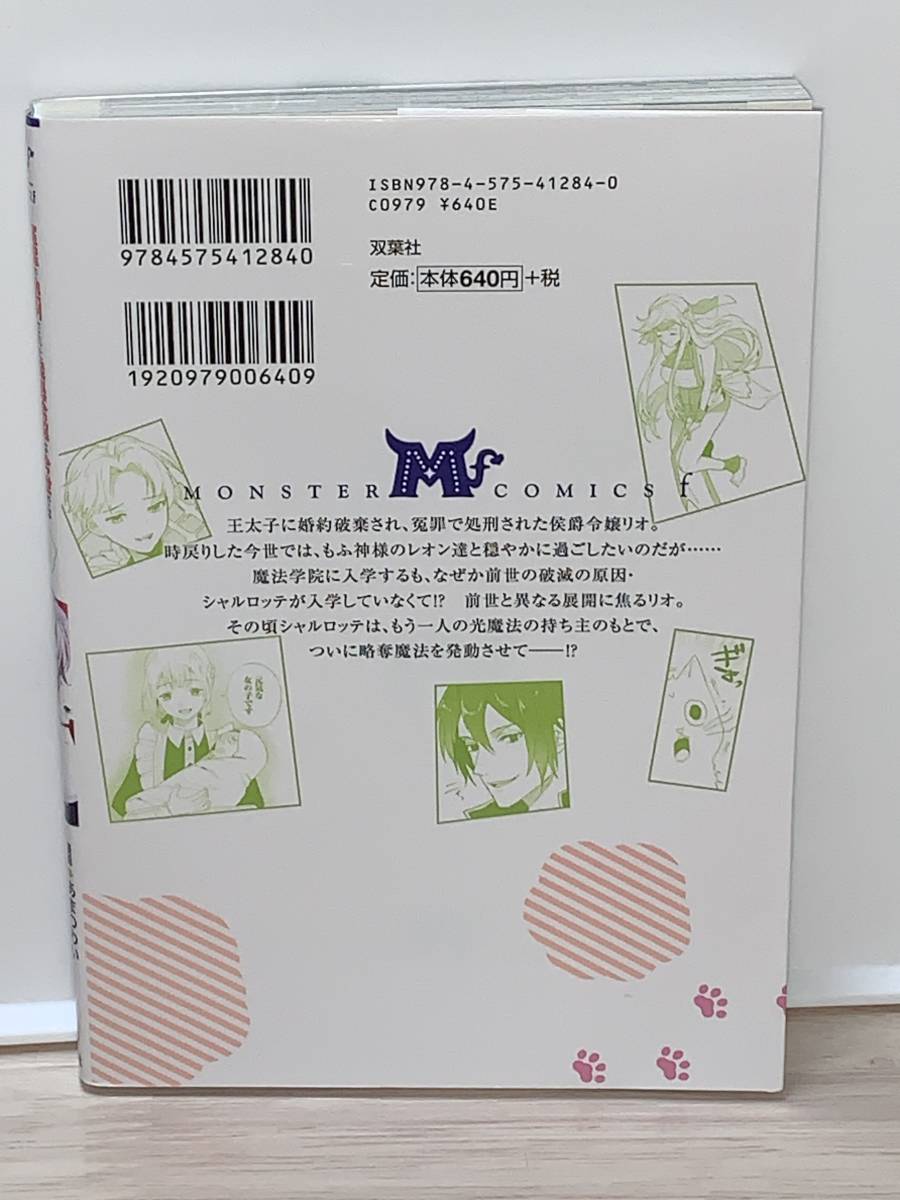 ISBN978-4-575-41284-0
C0979 ¥640E
9784575412840
双葉社
定価:本体640円+税
1920979006409
Mf
MONSTER COMICS f
王太子に婚約破棄され、冤罪で処刑された侯爵令嬢リオ。
時戻りした今世では、もふ神様のレオン達と穏やかに過ごしたいのだが……
魔法学院に入学するも、なぜか前世の破滅の原因・
シャルロッテが入学していなくて!? 前世と異なる展開に焦るリオ。
その頃シャルロッテは、もう一人の光魔法の持ち主のもとで、
ついに略奪魔法を発動させて――!?
元気な
女の子です
ギょっ